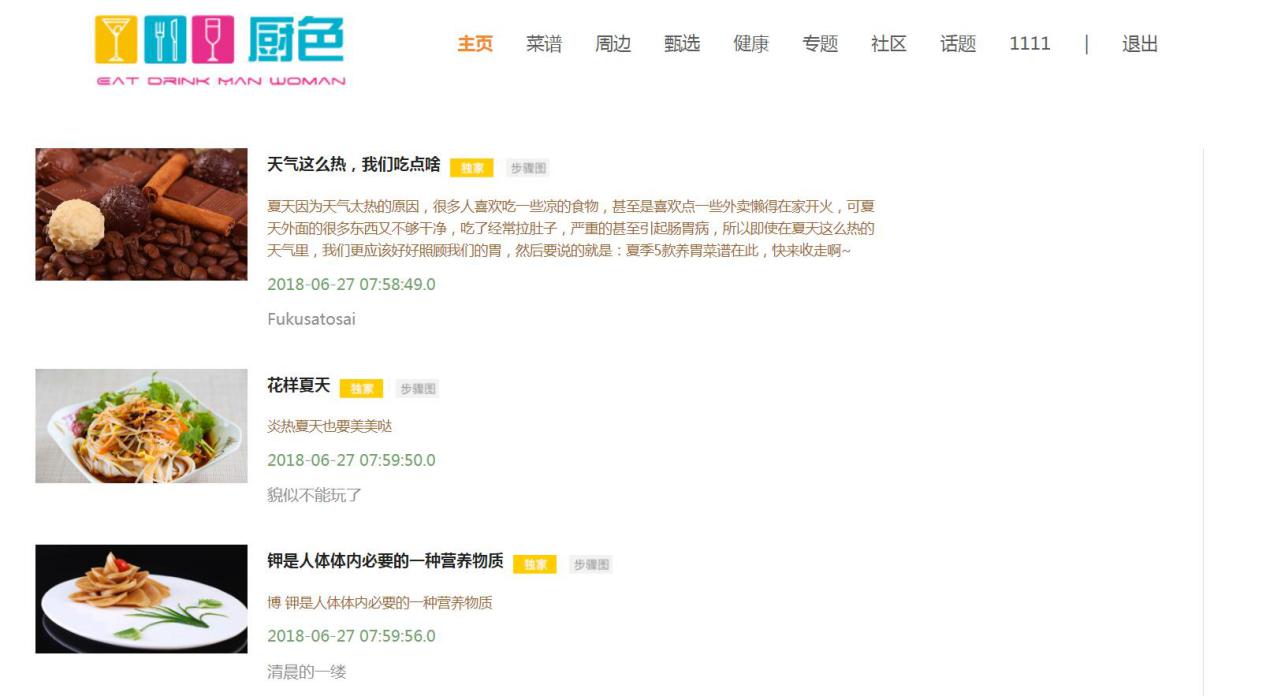 厨色
EAT DRINK MAN WOMAN
主页 菜谱 周边 甄选 健康 专题 社区 话题 1111 | 退出
天气这么热，我们吃点啥 独家 步骤图
夏天因为天气太热的原因，很多人喜欢吃一些凉的食物，甚至是喜欢点一些外卖懒得在家开火，可夏
天外面的很多东西又不够干净，吃了经常拉肚子，严重的甚至引起肠胃病，所以即使在夏天这么热的
天气里，我们更应该好好照顾我们的胃，然后要说的就是：夏季5款养胃菜谱在此，快来收走啊~
2018-06-27 07:58:49.0
Fukusatosai
花样夏天 独家 步骤图
炎热夏天也要美美哒
2018-06-27 07:59:50.0
貌似不能玩了
钾是人体体内必要的一种营养物质 独家 步骤图
博 钾是人体体内必要的一种营养物质
2018-06-27 07:59:56.0
清晨的一缕